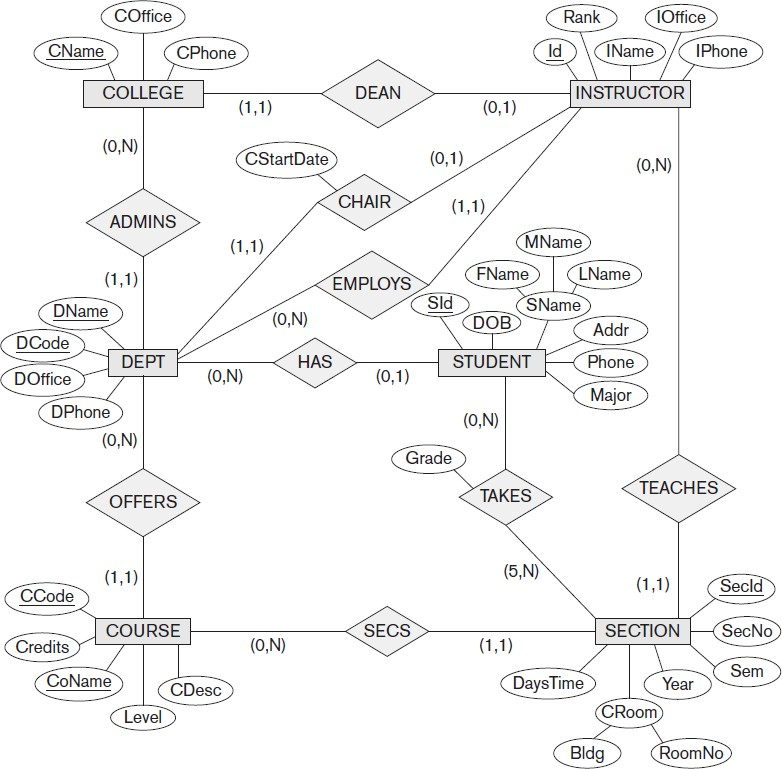 COffice
Rank
IOffice
CName
CPhone
Id
IName
IPhone
COLLEGE
DEAN
INSTRUCTOR
(1,1)
(0,1)
(0,N)
CStartDate
(0,1)
(0,N)
CHAIR
ADMINS
(1,1)
(1,1)
MName
(1,1)
EMPLOYS
FName
LName
SId
SName
DName
(0,N)
DOB
Addr
DCode
DEPT
HAS
STUDENT
Phone
DOffice
(0,N)
(0,1)
Major
DPhone
(0,N)
(0,N)
Grade
OFFERS
TAKES
TEACHES
(1,1)
(5,N)
(1,1)
SecId
CCode
COURSE
SECS
SECTION
SecNo
Credits
(0,N)
(1,1)
CoName
CDesc
DaysTime
Year
Sem
Level
CRoom
Bldg
RoomNo